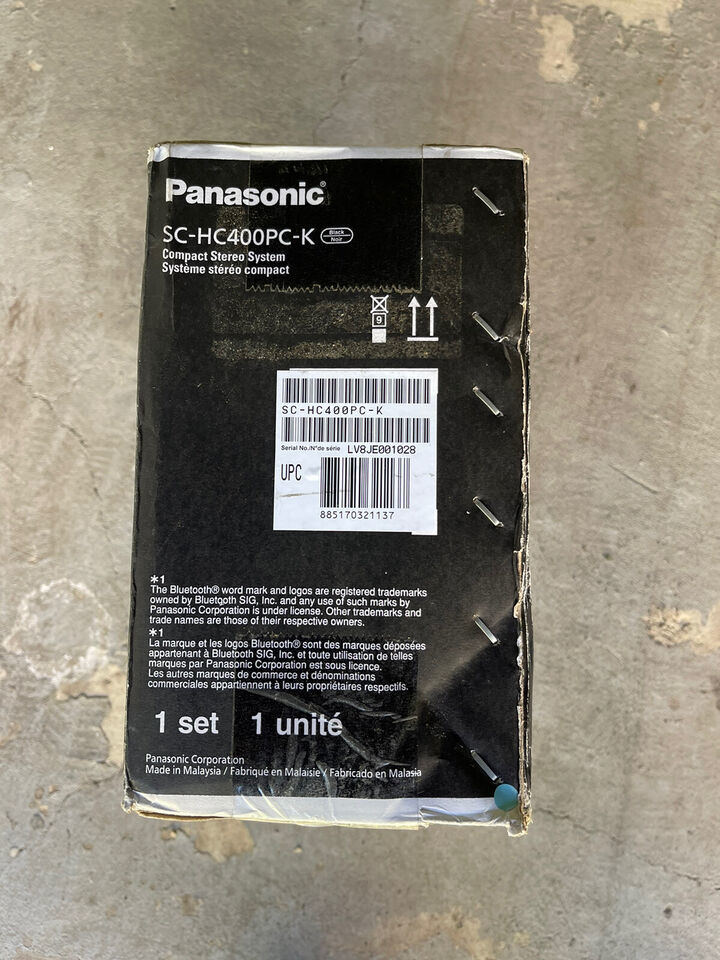 Panasonic®
SC-HC400PC-K Black
Noir
Compact Stereo System
Système stéréo compact
9
SC-HC400PC-K
Serial No./N°de série LV8JE001028
UPC
885170321137
*1
The Bluetooth® word mark and logos are registered trademarks
owned by Bluetooth SIG, Inc. and any use of such marks by
Panasonic Corporation is under license. Other trademarks and
trade names are those of their respective owners.
*1
La marque et les logos Bluetooth® sont des marques déposées
appartenant à Bluetooth SIG, Inc. et toute utilisation de telles
marques par Panasonic Corporation est sous licence.
Les autres marques de commerce et dénominations
commerciales appartiennent à leurs propriétaires respectifs.
1 set 1 unité
Panasonic Corporation
Made in Malaysia / Fabriqué en Malaisie / Fabricado en Malasia